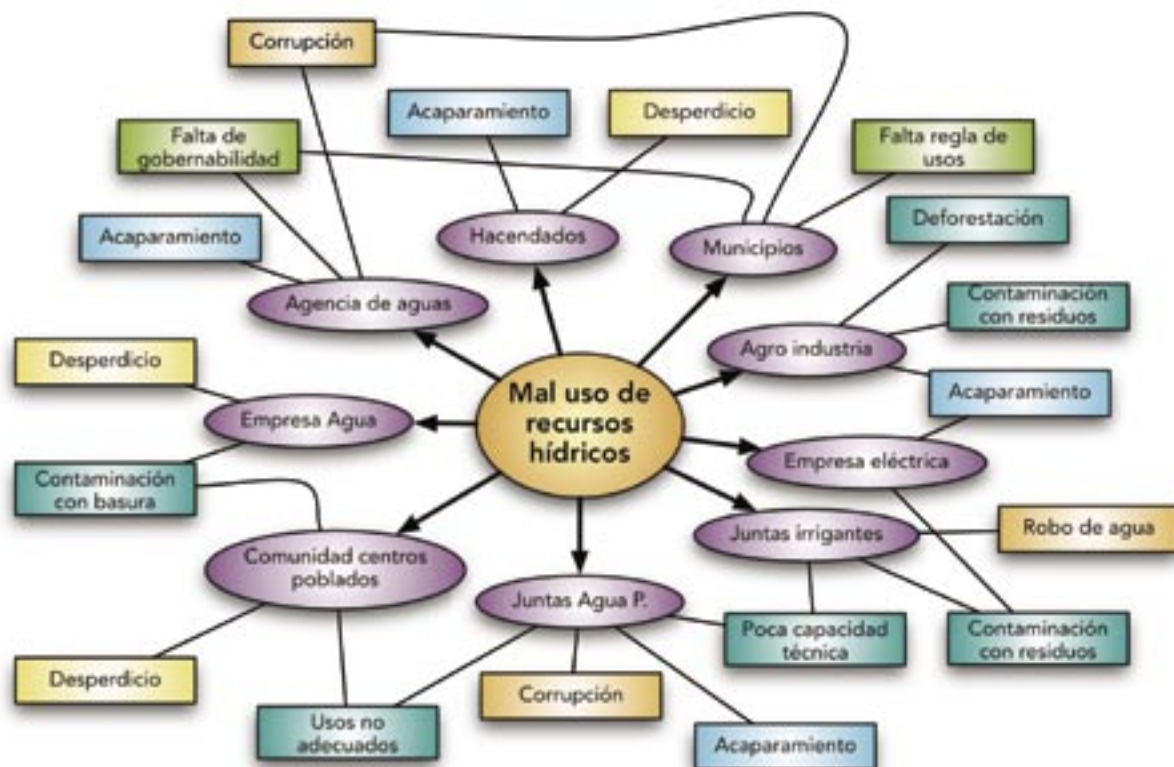 Corrupción
Acaparamiento
Desperdicio
Falta de
gobernabilidad
Falta regla de
usos
Acaparamiento
Hacendados
Municipios
Deforestación
Agencia de aguas
Contaminación
con residuos
Agro industria
Desperdicio
Mal uso de
recursos
hídricos
Acaparamiento
Empresa Agua
Empresa eléctrica
Contaminación
con basura
Juntas irrigantes
Robo de agua
Comunidad centros
poblados
Juntas Agua P.
Poca capacidad
técnica
Contaminación
con residuos
Desperdicio
Corrupción
Usos no
adecuados
Acaparamiento